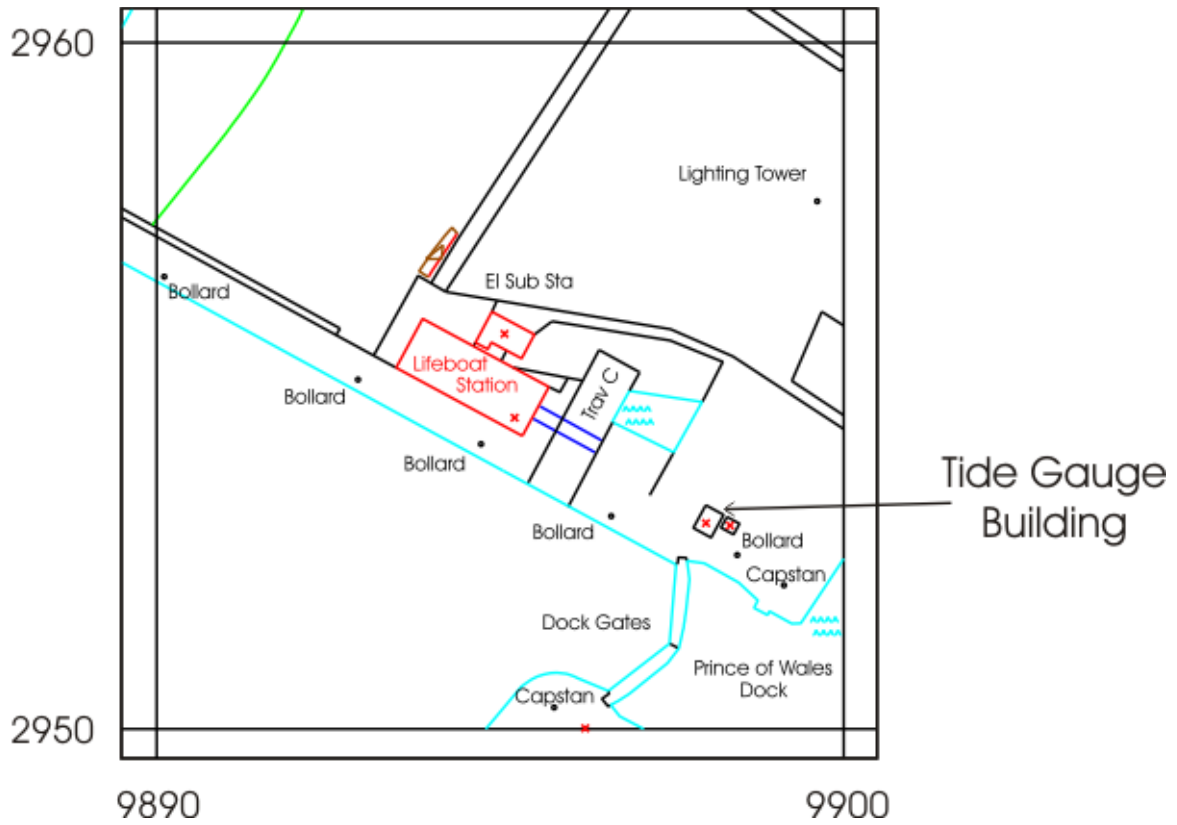 2960
Lighting Tower
El Sub Sta
Bollard
Lifeboat
Station
Trav C
Bollard
Bollard
Tide Gauge
Building
Bollard
Bollard
Capstan
Dock Gates
Prince of Wales
Dock
Capstan
2950
9890
9900